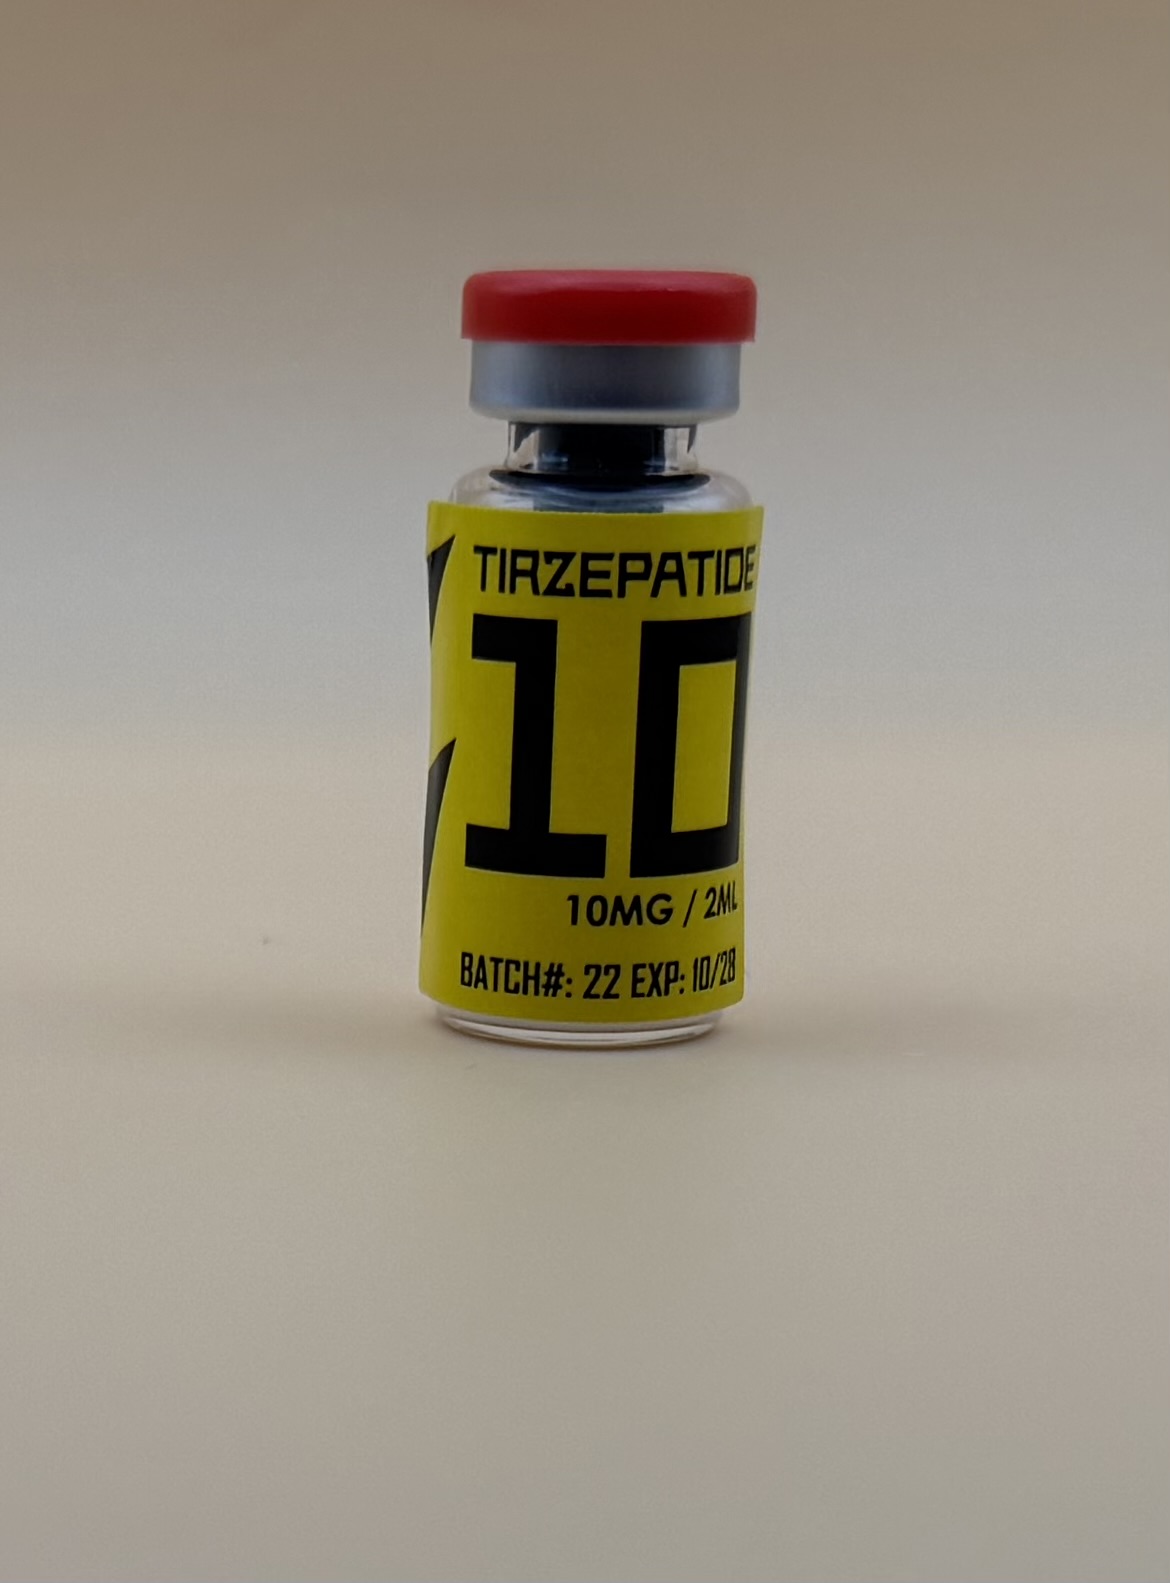 TIRZEPATIDE
10
10MG / 2ML
BATCH#: 22 EXP: 10/28